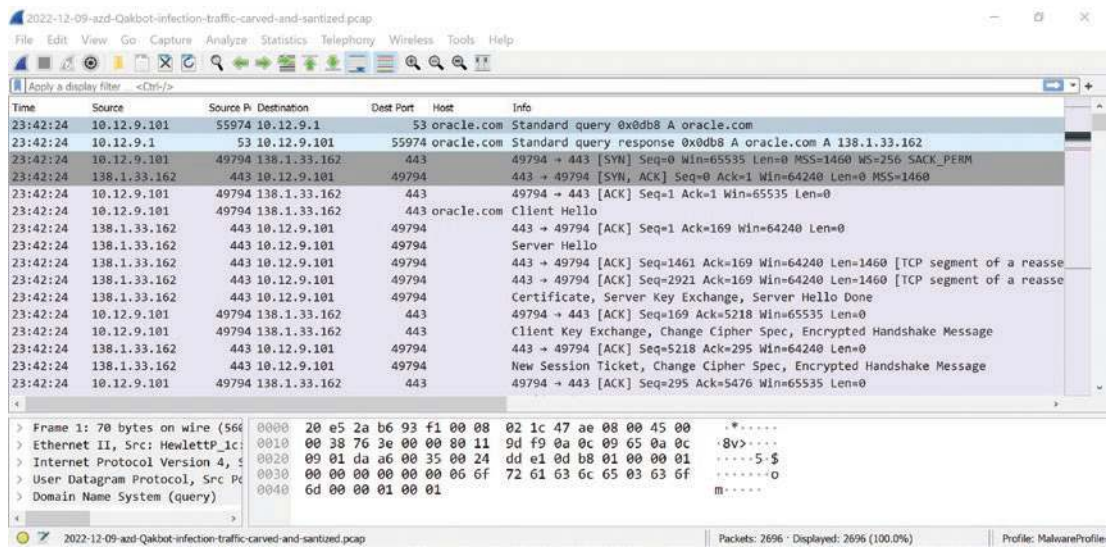 2022-12-09-azd-Qakbot-infection-traffic-carved-and-santized.pcap
File Edit View Go Capture Analyze Statistics Telephony Wireless Tools Help
Apply a display filter ... <Ctrl-/>
Time Source Source Pr Destination Dest Port Host Info
23:42:24 10.12.9.101 55974 10.12.9.1 53 oracle.com Standard query 0x0db8 A oracle.com
23:42:24 10.12.9.1 53 10.12.9.101 55974 oracle.com Standard query response 0x0db8 A oracle.com A 138.1.33.162
23:42:24 10.12.9.101 49794 138.1.33.162 443 49794 → 443 [SYN] Seq=0 Win=65535 Len=0 MSS=1460 WS=256 SACK_PERM
23:42:24 138.1.33.162 443 10.12.9.101 49794 443 → 49794 [SYN, ACK] Seq=0 Ack=1 Win=64240 Len=0 MSS=1460
23:42:24 10.12.9.101 49794 138.1.33.162 443 49794 → 443 [ACK] Seq=1 Ack=1 Win=65535 Len=0
23:42:24 10.12.9.101 49794 138.1.33.162 443 oracle.com Client Hello
23:42:24 138.1.33.162 443 10.12.9.101 49794 443 → 49794 [ACK] Seq=1 Ack=169 Win=64240 Len=0
23:42:24 138.1.33.162 443 10.12.9.101 49794 Server Hello
23:42:24 138.1.33.162 443 10.12.9.101 49794 443 → 49794 [ACK] Seq=1461 Ack=169 Win=64240 Len=1460 [TCP segment of a reasse
23:42:24 138.1.33.162 443 10.12.9.101 49794 443 → 49794 [ACK] Seq=2921 Ack=169 Win=64240 Len=1460 [TCP segment of a reasse
23:42:24 138.1.33.162 443 10.12.9.101 49794 Certificate, Server Key Exchange, Server Hello Done
23:42:24 10.12.9.101 49794 138.1.33.162 443 49794 → 443 [ACK] Seq=169 Ack=5218 Win=65535 Len=0
23:42:24 10.12.9.101 49794 138.1.33.162 443 Client Key Exchange, Change Cipher Spec, Encrypted Handshake Message
23:42:24 138.1.33.162 443 10.12.9.101 49794 443 → 49794 [ACK] Seq=5218 Ack=295 Win=64240 Len=0
23:42:24 138.1.33.162 443 10.12.9.101 49794 New Session Ticket, Change Cipher Spec, Encrypted Handshake Message
23:42:24 10.12.9.101 49794 138.1.33.162 443 49794 → 443 [ACK] Seq=295 Ack=5476 Win=65535 Len=0
> Frame 1: 70 bytes on wire (560 0000 20 e5 2a b6 93 f1 00 08 02 1c 47 ae 08 00 45 00 ·*·····
> Ethernet II, Src: HewlettP_1c: 0010 00 38 76 3e 00 00 80 11 9d f9 0a 0c 09 65 0a 0c ·8v>····
> Internet Protocol Version 4, S 0020 09 01 da a6 00 35 00 24 dd e1 0d b8 01 00 00 01 ·····5·$
> User Datagram Protocol, Src Po 0030 00 00 00 00 00 00 06 6f 72 61 63 6c 65 03 63 6f ·······o
> Domain Name System (query) 0040 6d 00 00 01 00 01 m·····
2022-12-09-azd-Qakbot-infection-traffic-carved-and-santized.pcap Packets: 2696 · Displayed: 2696 (100.0%) Profile: MalwareProfile